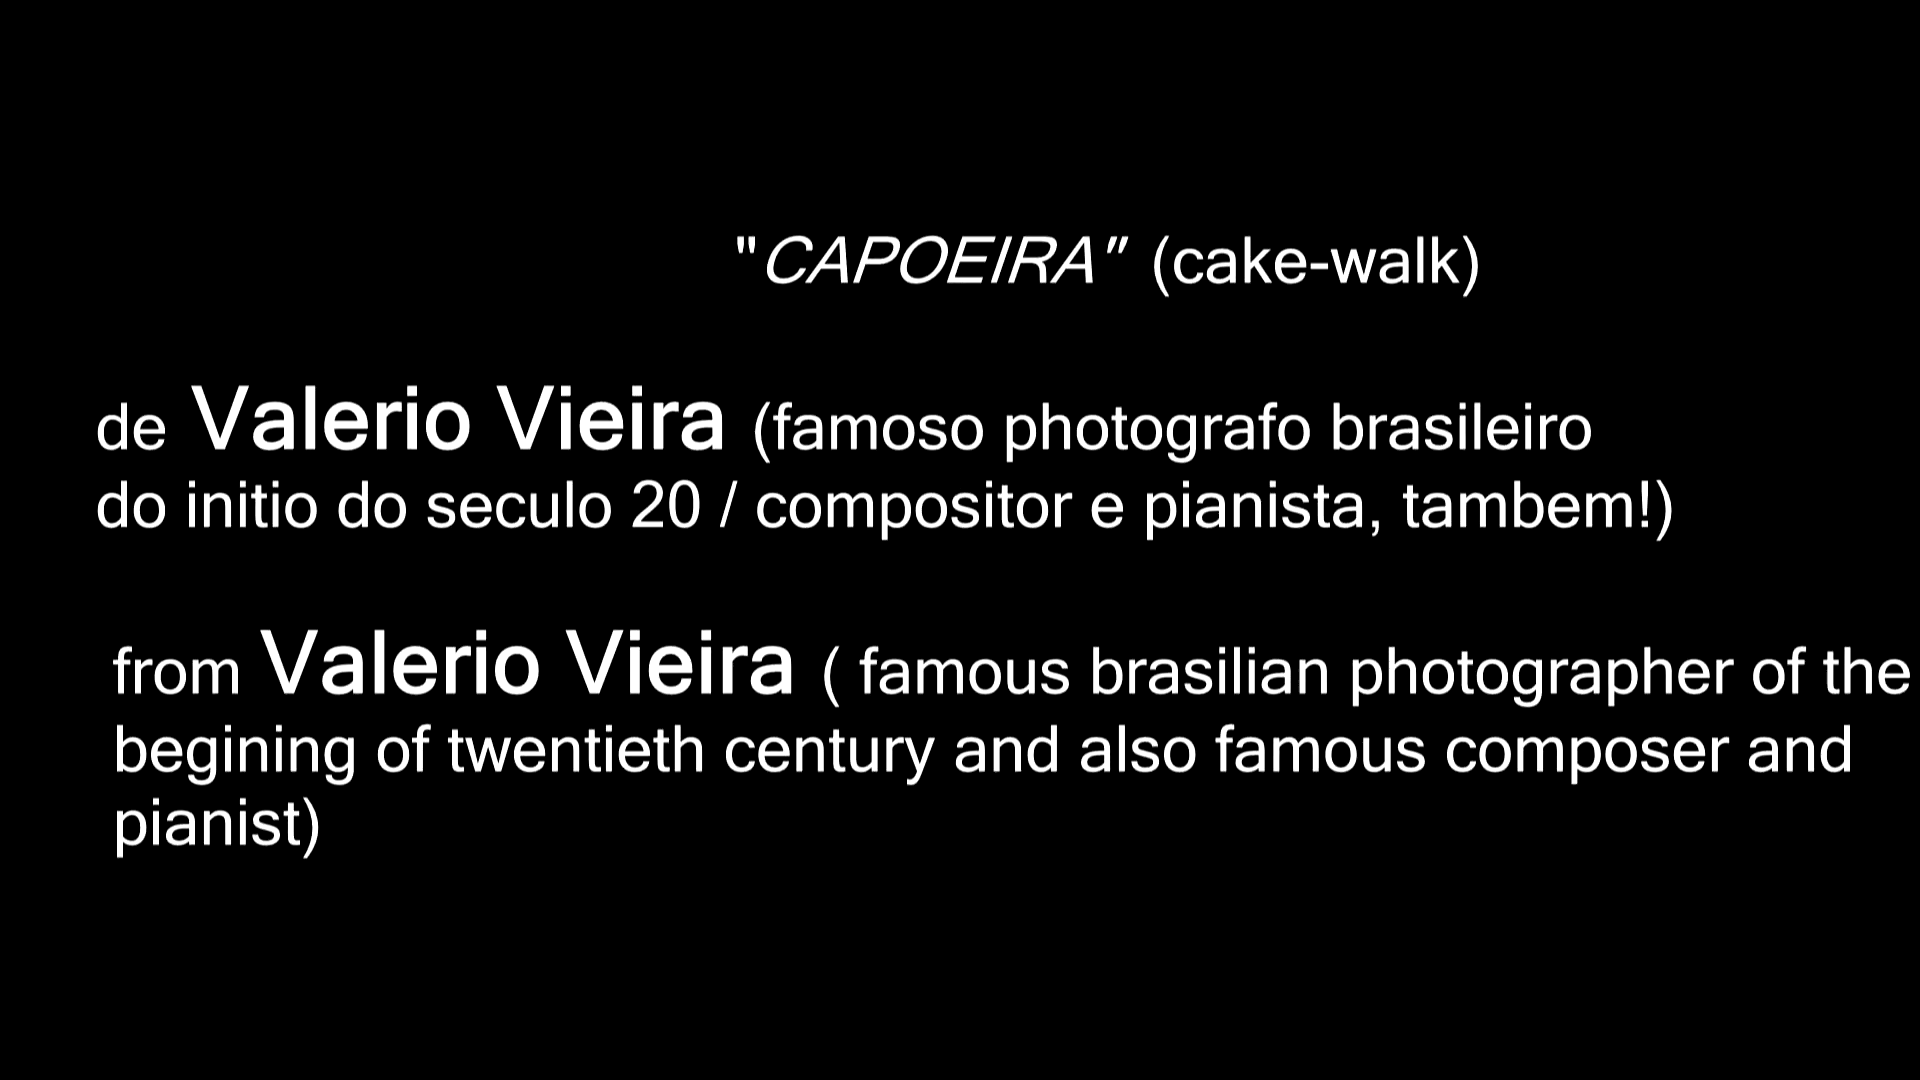 "CAPOEIRA" (cake-walk)
de Valerio Vieira (famoso photografo brasileiro
do initio do seculo 20 / compositor e pianista, tambem!)
from Valerio Vieira ( famous brasilian photographer of the
begining of twentieth century and also famous composer and
pianist)